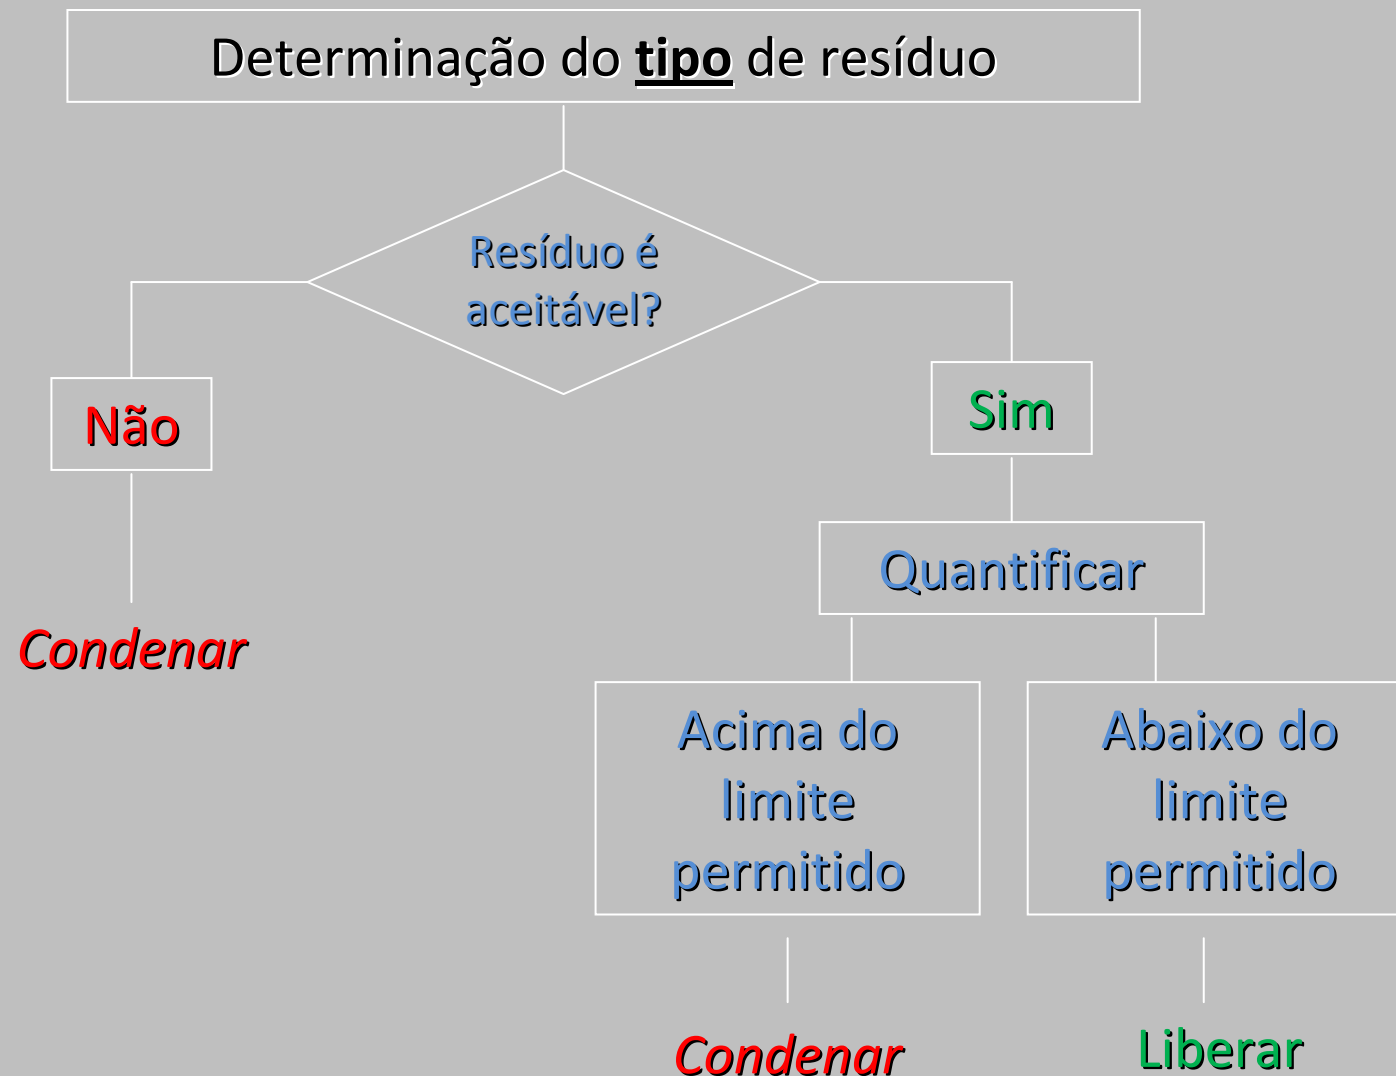 Determinação do tipo de resíduo
Resíduo é
aceitável?
Não
Sim
Quantificar
Condenar
Acima do
limite
permitido
Abaixo do
limite
permitido
Condenar
Liberar